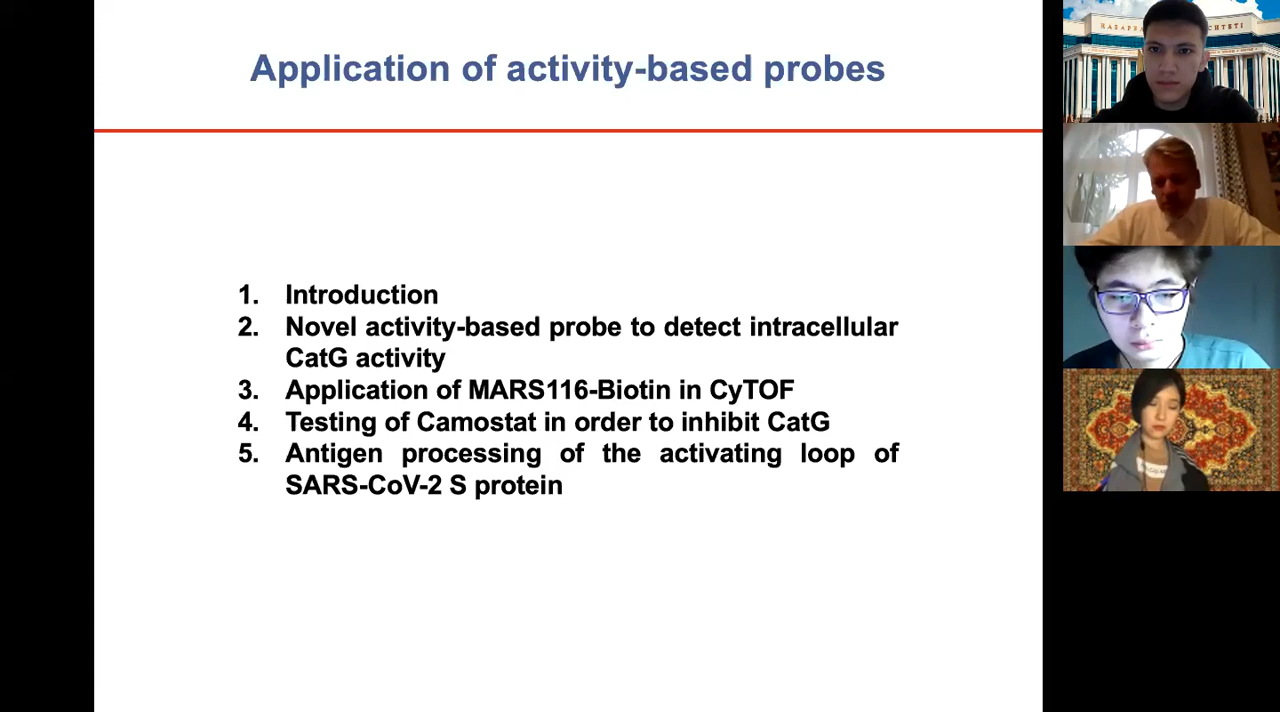 Application of activity-based probes
1. Introduction
2. Novel activity-based probe to detect intracellular
CatG activity
3. Application of MARS116-Biotin in CyTOF
4. Testing of Camostat in order to inhibit CatG
5. Antigen processing of the activating loop of
SARS-CoV-2 S protein